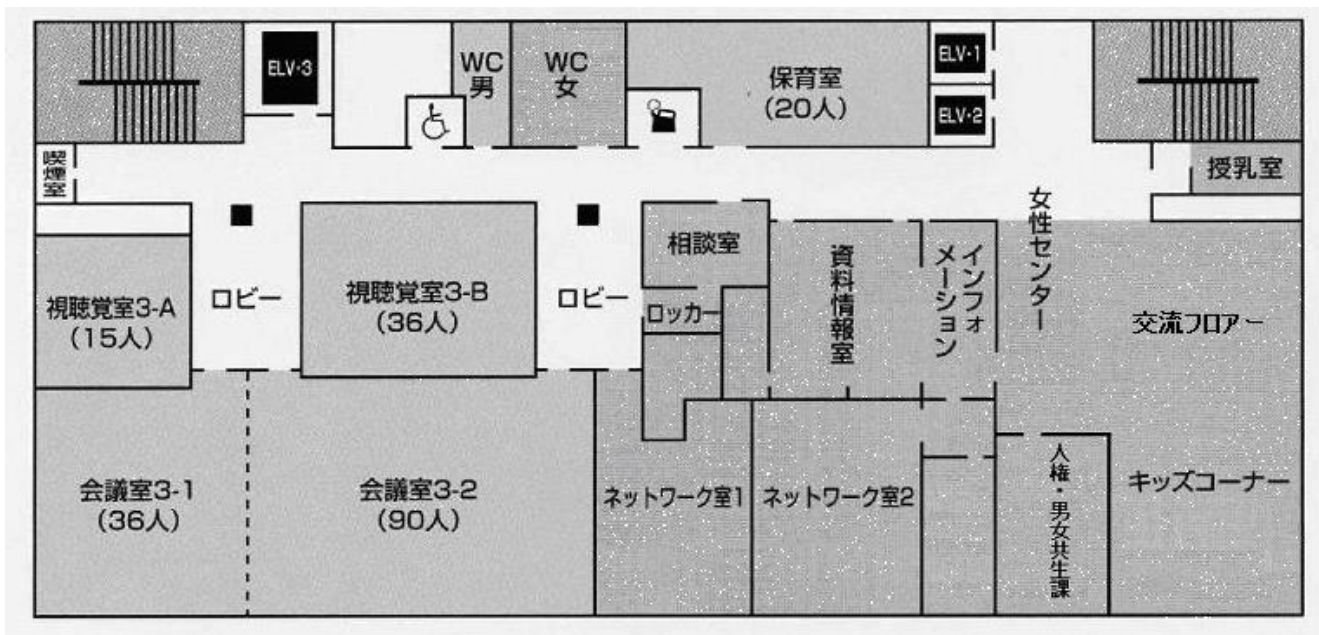 ELV・3
WC
男
WC
女
保育室
(20人)
ELV・1
ELV・2
喫煙室
授乳室
女性センター
視聴覚室3-A
(15人)
ロビー
視聴覚室3-B
(36人)
ロビー
相談室
ロッカー
資料情報室
インフォ
メーション
交流フロアー
会議室3-1
(36人)
会議室3-2
(90人)
ネットワーク室1
ネットワーク室2
人権・男女共生課
キッズコーナー